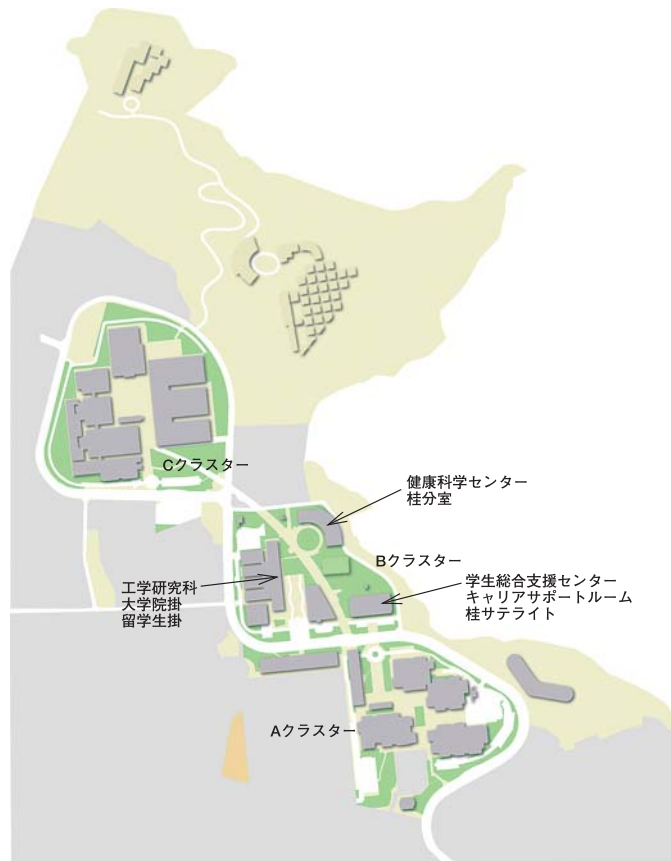 Cクラスター
健康科学センター
桂分室
Bクラスター
工学研究科
大学院掛
留学生掛
学生総合支援センター
キャリアサポートルーム
桂サテライト
Aクラスター